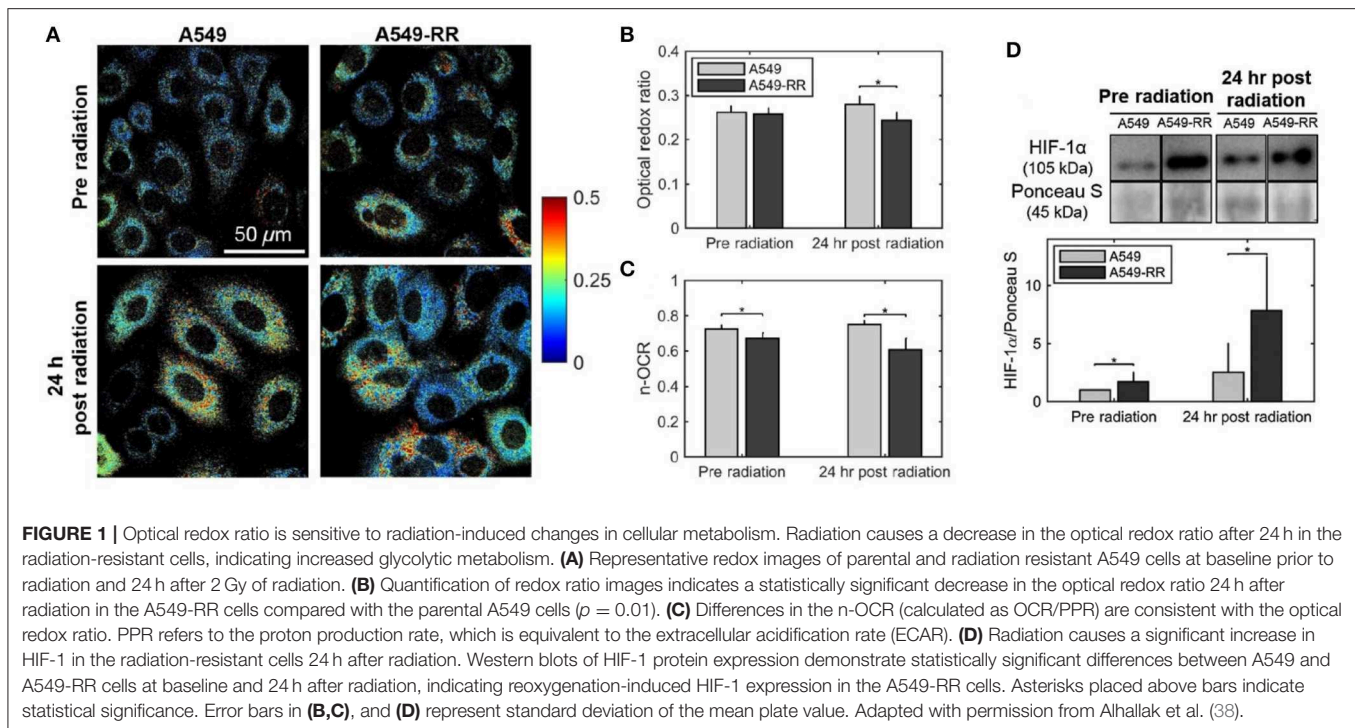 A
A549
A549-RR
Pre radiation
50 µm
24 h
post radiation
0.5
0.25
0
B
0.4
0.3
0.2
0.1
0
Optical redox ratio
A549
A549-RR
*
Pre radiation
24 hr post radiation
C
1
0.8
0.6
0.4
0.2
0
n-OCR
*
*
Pre radiation
24 hr post radiation
D
Pre radiation
24 hr post
radiation
A549 A549-RR A549 A549-RR
HIF-1α
(105 kDa)
Ponceau S
(45 kDa)
A549
A549-RR
10
5
0
HIF-1α/Ponceau S
*
*
Pre radiation
24 hr post radiation
FIGURE 1 | Optical redox ratio is sensitive to radiation-induced changes in cellular metabolism. Radiation causes a decrease in the optical redox ratio after 24 h in the
radiation-resistant cells, indicating increased glycolytic metabolism. (A) Representative redox images of parental and radiation resistant A549 cells at baseline prior to
radiation and 24 h after 2 Gy of radiation. (B) Quantification of redox ratio images indicates a statistically significant decrease in the optical redox ratio 24 h after
radiation in the A549-RR cells compared with the parental A549 cells (p = 0.01). (C) Differences in the n-OCR (calculated as OCR/PPR) are consistent with the optical
redox ratio. PPR refers to the proton production rate, which is equivalent to the extracellular acidification rate (ECAR). (D) Radiation causes a significant increase in
HIF-1 in the radiation-resistant cells 24 h after radiation. Western blots of HIF-1 protein expression demonstrate statistically significant differences between A549 and
A549-RR cells at baseline and 24 h after radiation, indicating reoxygenation-induced HIF-1 expression in the A549-RR cells. Asterisks placed above bars indicate
statistical significance. Error bars in (B,C), and (D) represent standard deviation of the mean plate value. Adapted with permission from Alhallak et al. (38).